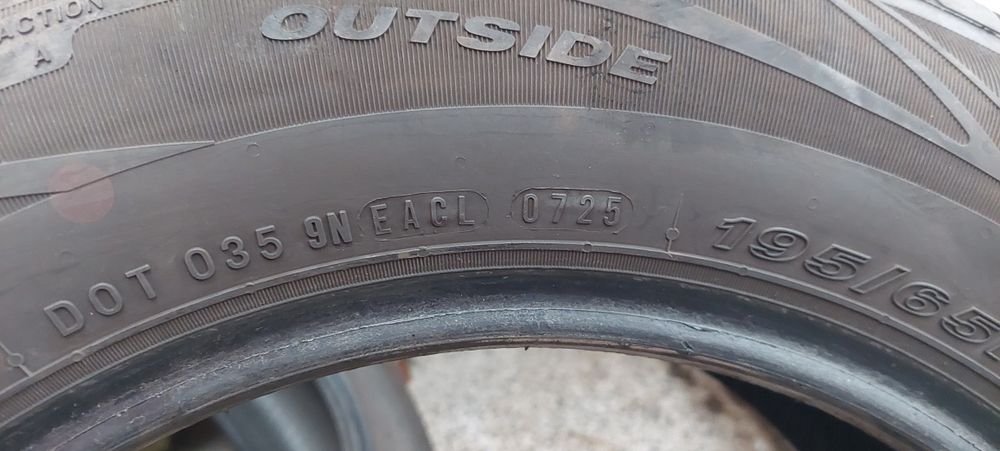 ACTION
A
OUTSIDE
DOT 035 9N EACL 0725 195/65